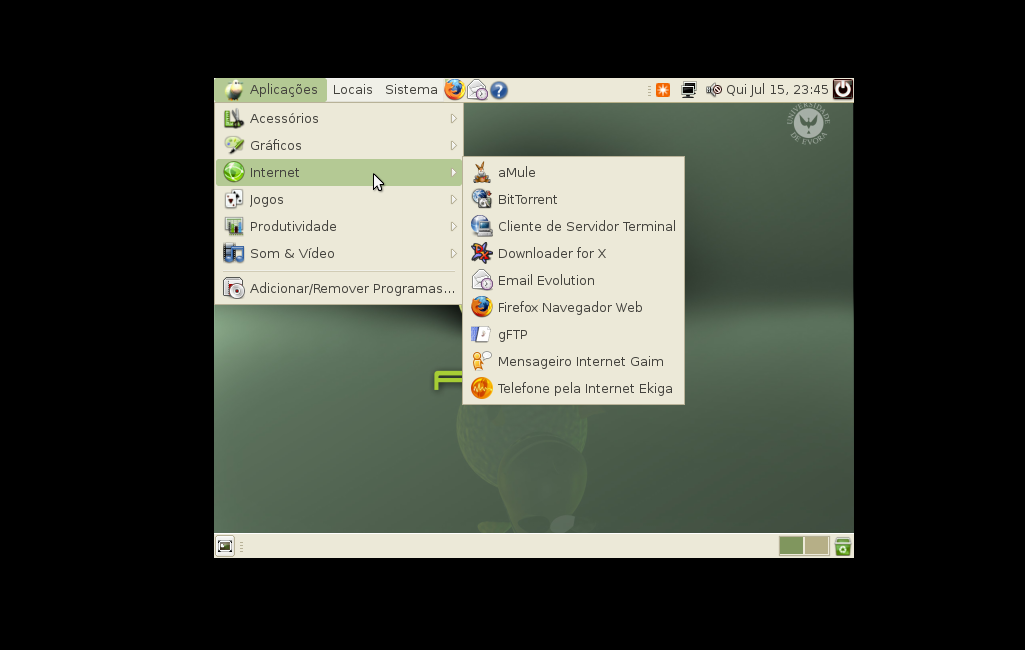 Aplicações Locais Sistema Qui Jul 15, 23:45
UNIVERSIDADE DE ÉVORA
Acessórios
Gráficos
Internet
Jogos
Produtividade
Som & Vídeo
Adicionar/Remover Programas...
aMule
BitTorrent
Cliente de Servidor Terminal
Downloader for X
Email Evolution
Firefox Navegador Web
gFTP
Mensageiro Internet Gaim
Telefone pela Internet Ekiga